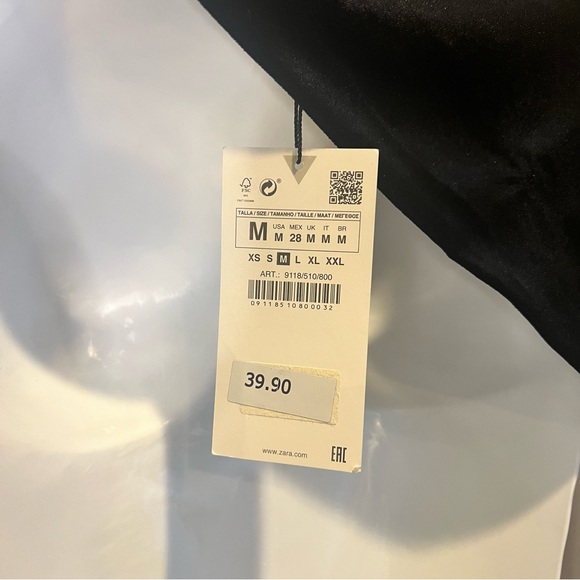 FSC
TALLA / SIZE / TAMANHO / TAILLE / MAAT / ΜΕΓΕΘΟΣ
M
USA MEX UK IT BR
M 28 M M M
XS S M L XL XXL
ART.: 9118/510/800
09118510800032
39.90
www.zara.com
EAC